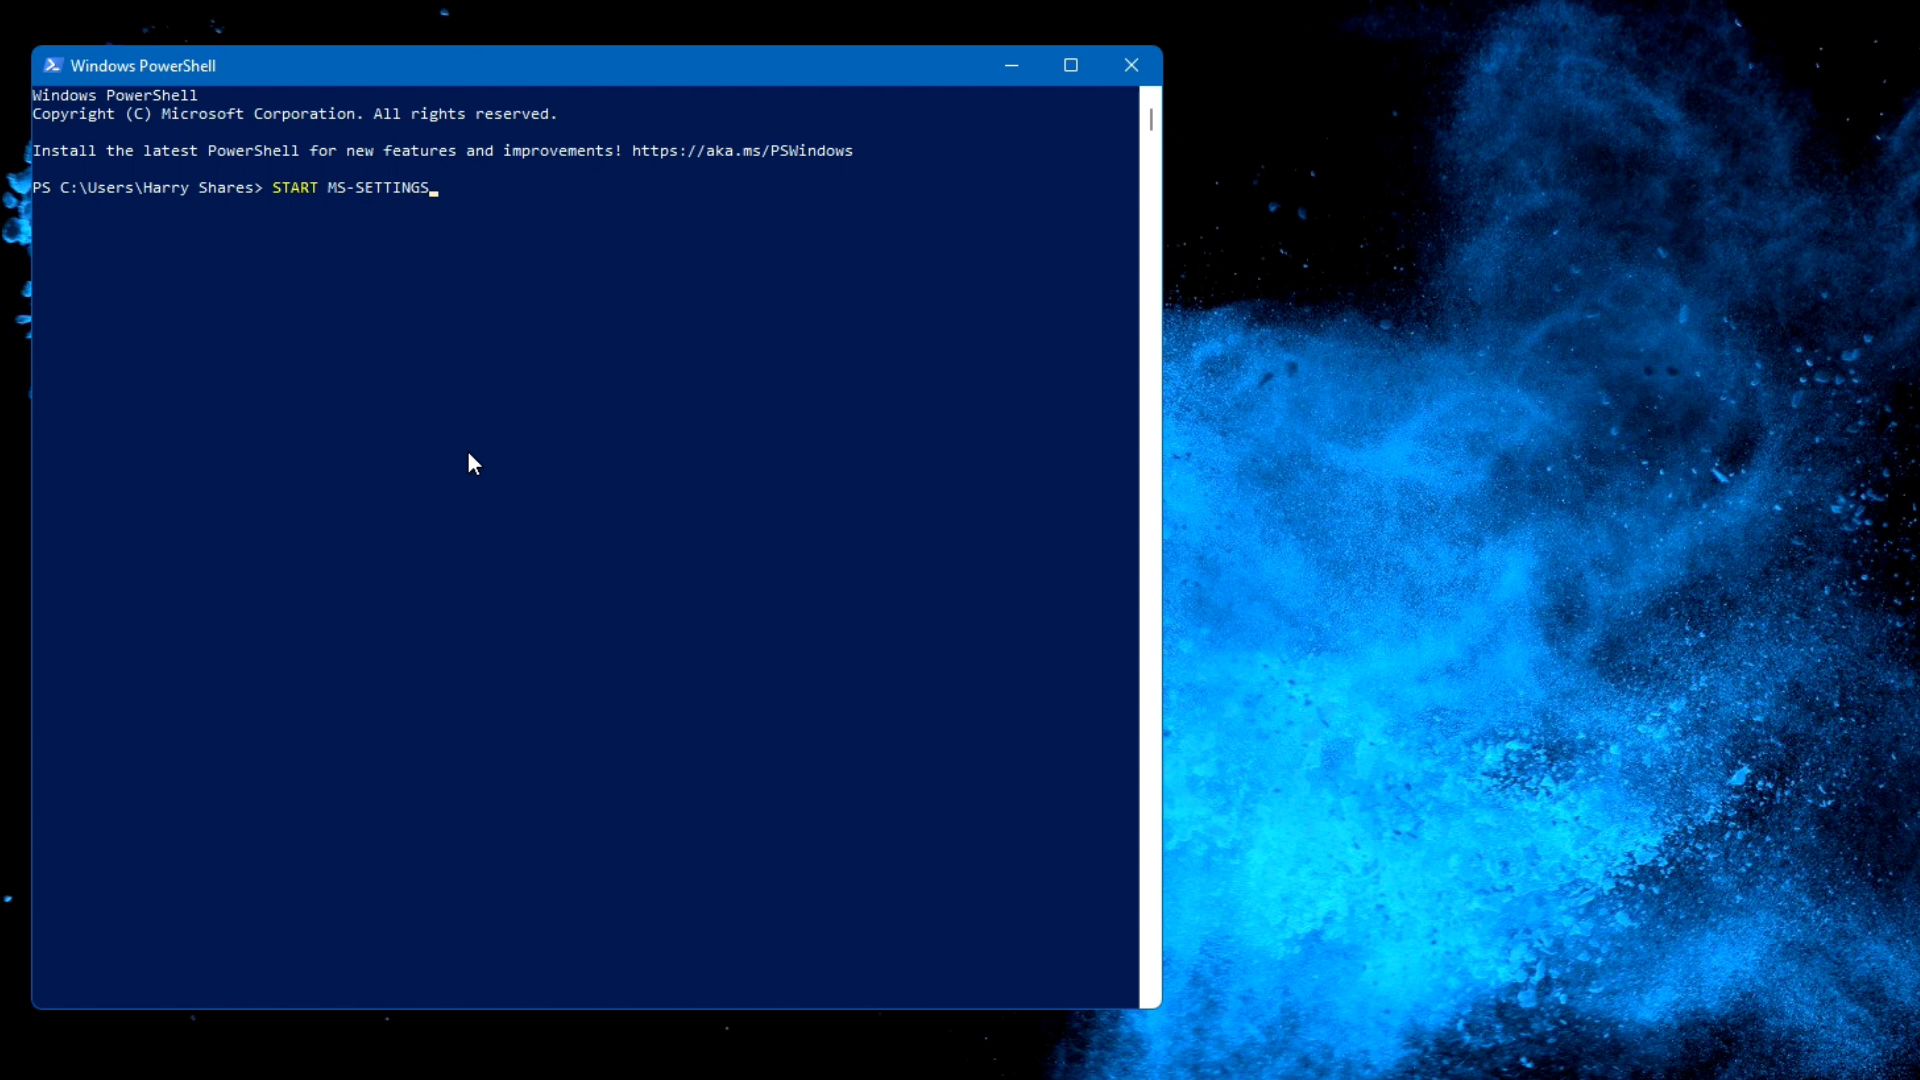 Windows PowerShell
Windows PowerShell
Copyright (C) Microsoft Corporation. All rights reserved.
Install the latest PowerShell for new features and improvements! https://aka.ms/PSWindows
PS C:\Users\Harry Shares> START MS-SETTINGS